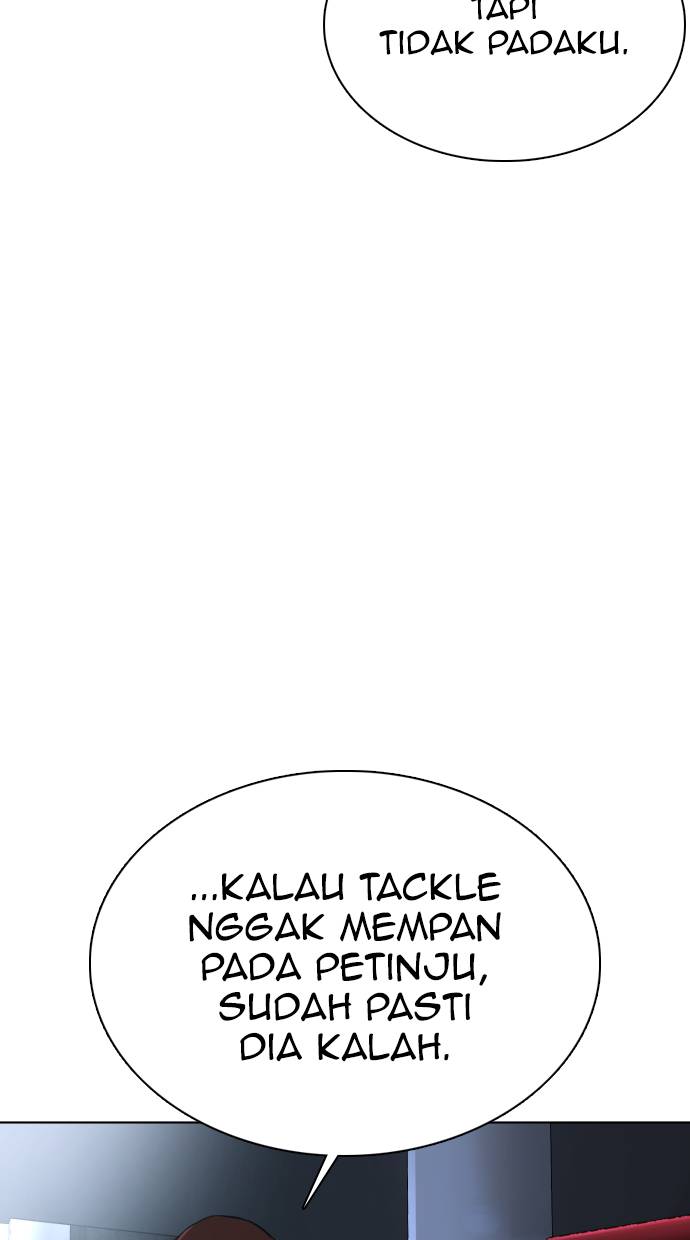 TAPI
TIDAK PADAKU.
...KALAU TACKLE
NGGAK MEMPAN
PADA PETINJU,
SUDAH PASTI
DIA KALAH.